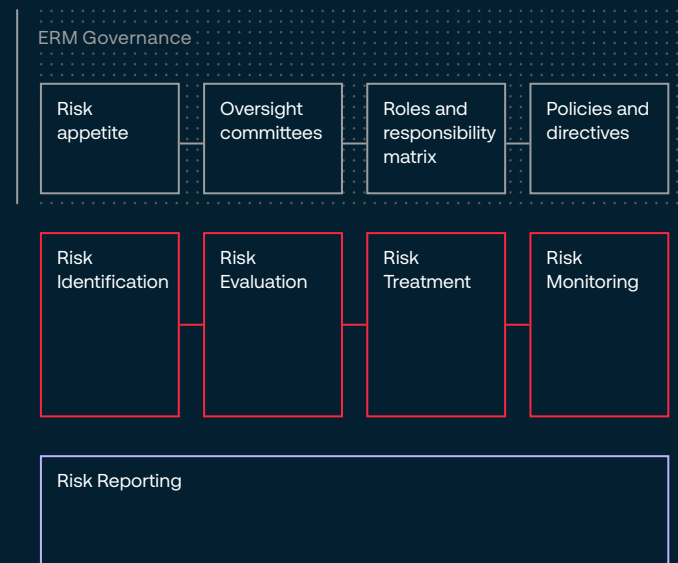 ERM Governance
Risk
appetite
Oversight
committees
Roles and
responsibility
matrix
Policies and
directives
Risk
Identification
Risk
Evaluation
Risk
Treatment
Risk
Monitoring
Risk Reporting